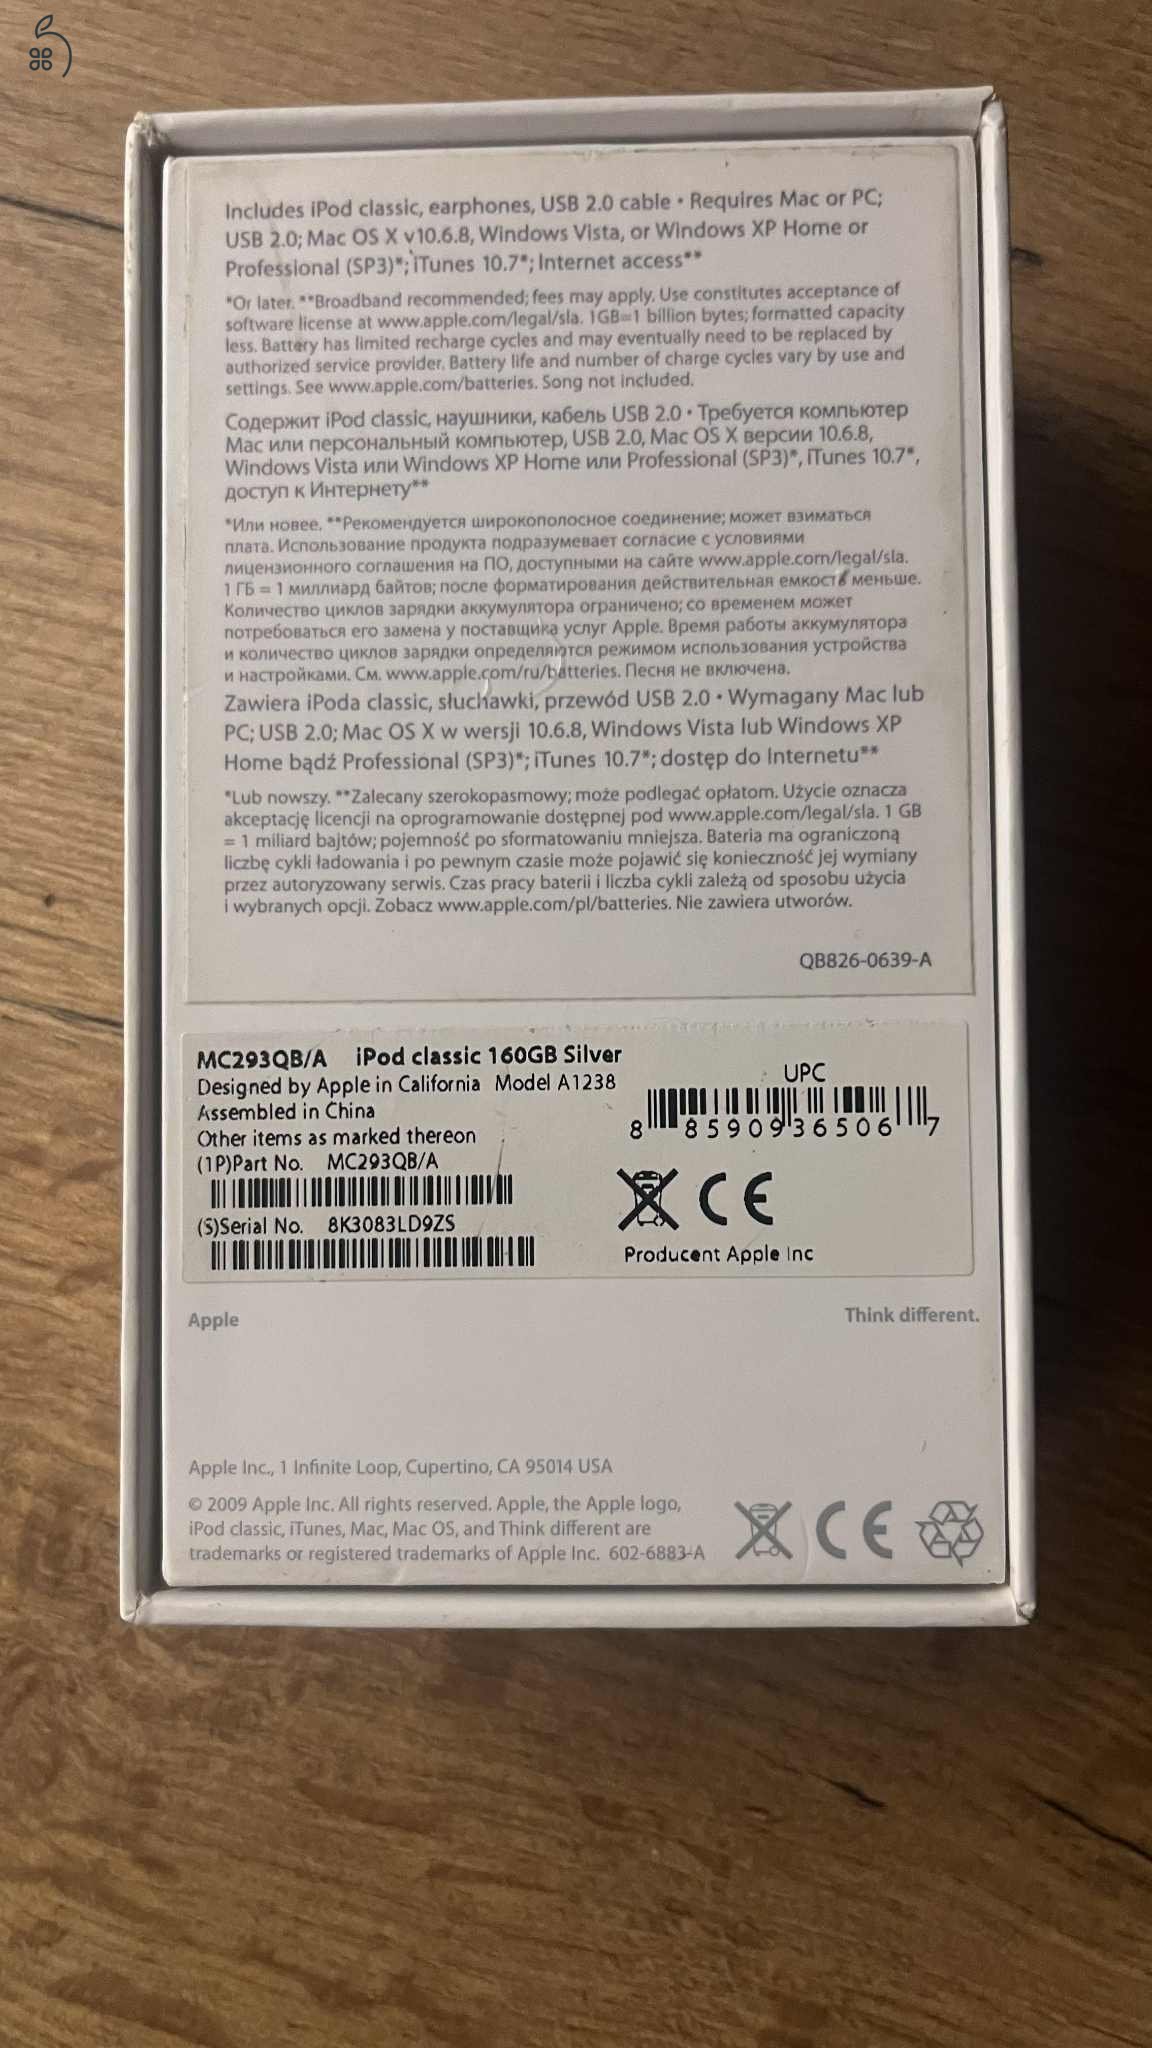 Includes iPod classic, earphones, USB 2.0 cable • Requires Mac or PC;
USB 2.0; Mac OS X v10.6.8, Windows Vista, or Windows XP Home or
Professional (SP3)*; iTunes 10.7*; Internet access**
*Or later. **Broadband recommended; fees may apply. Use constitutes acceptance of
software license at www.apple.com/legal/sla. 1GB=1 billion bytes; formatted capacity
less. Battery has limited recharge cycles and may eventually need to be replaced by
authorized service provider. Battery life and number of charge cycles vary by use and
settings. See www.apple.com/batteries. Song not included.
Содержит iPod classic, наушники, кабель USB 2.0 • Требуется компьютер
Mac или персональный компьютер, USB 2.0, Mac OS X версии 10.6.8,
Windows Vista или Windows XP Home или Professional (SP3)*, iTunes 10.7*,
доступ к Интернету**
*Или новее. **Рекомендуется широкополосное соединение; может взиматься
плата. Использование продукта подразумевает согласие с условиями
лицензионного соглашения на ПО, доступными на сайте www.apple.com/legal/sla.
1 ГБ = 1 миллиард байтов; после форматирования действительная емкость меньше.
Количество циклов зарядки аккумулятора ограничено; со временем может
потребоваться его замена у поставщика услуг Apple. Время работы аккумулятора
и количество циклов зарядки определяются режимом использования устройства
и настройками. См. www.apple.com/ru/batteries. Песня не включена.
Zawiera iPoda classic, słuchawki, przewód USB 2.0 • Wymagany Mac lub
PC; USB 2.0; Mac OS X w wersji 10.6.8, Windows Vista lub Windows XP
Home bądź Professional (SP3)*; iTunes 10.7*; dostęp do Internetu**
*Lub nowszy. **Zalecany szerokopasmowy; może podlegać opłatom. Użycie oznacza
akceptację licencji na oprogramowanie dostępnej pod www.apple.com/legal/sla. 1 GB
= 1 miliard bajtów; pojemność po sformatowaniu mniejsza. Bateria ma ograniczoną
liczbę cykli ładowania i po pewnym czasie może pojawić się konieczność jej wymiany
przez autoryzowany serwis. Czas pracy baterii i liczba cykli zależą od sposobu użycia
i wybranych opcji. Zobacz www.apple.com/pl/batteries. Nie zawiera utworów.
QB826-0639-A
MC293QB/A iPod classic 160GB Silver
Designed by Apple in California Model A1238
Assembled in China
Other items as marked thereon
(1P)Part No. MC293QB/A
(S)Serial No. 8K3083LD9ZS
UPC
8 85909 36506 7
CE
Producent Apple Inc
Apple
Think different.
Apple Inc., 1 Infinite Loop, Cupertino, CA 95014 USA
© 2009 Apple Inc. All rights reserved. Apple, the Apple logo,
iPod classic, iTunes, Mac, Mac OS, and Think different are
trademarks or registered trademarks of Apple Inc. 602-6883-A
CE